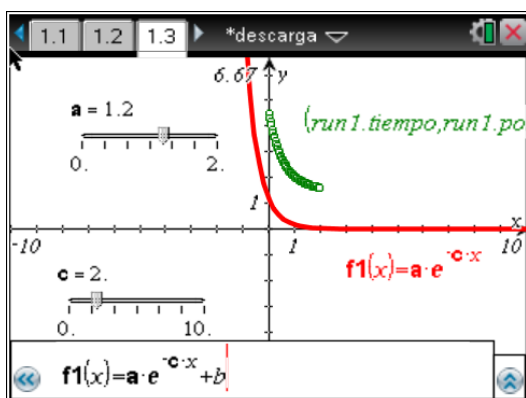 1.1 1.2 1.3 *descarga
6.67 y
a = 1.2
0. 2.
(run1.tiempo,run1.po
1
x
-10 1 10
c = 2.
0. 10.
f1(x)=a·e^-c·x
f1(x)=a·e^-c·x+b